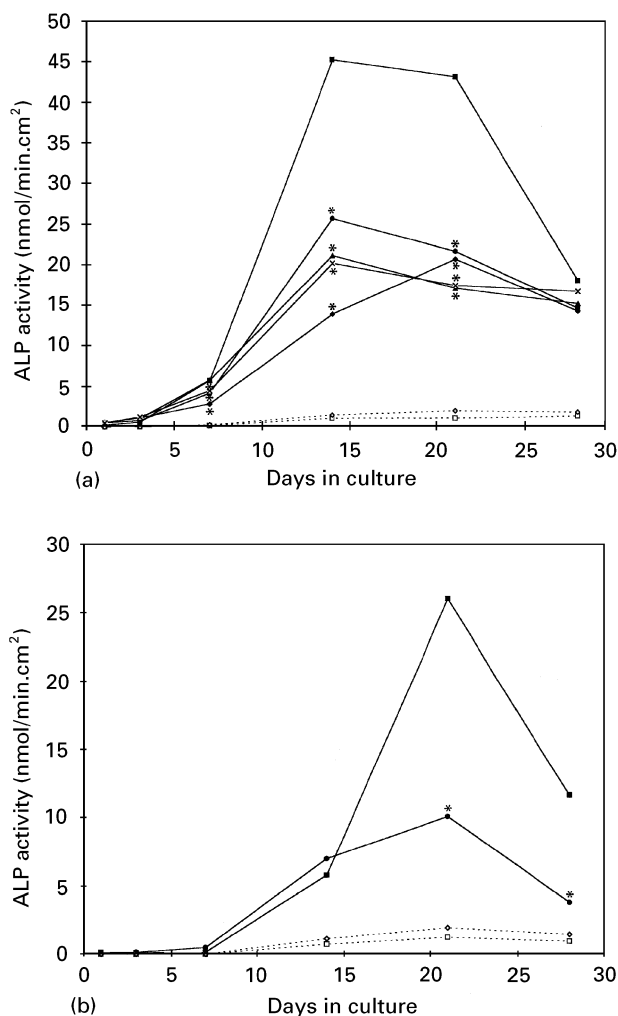 50
45
40
35
30
25
20
15
10
5
0
ALP activity (nmol/min.cm²)
* * * * * * * * * *
0 5 10 15 20 25 30
(a) Days in culture
30
25
20
15
10
5
0
ALP activity (nmol/min.cm²)
* *
0 5 10 15 20 25 30
(b) Days in culture